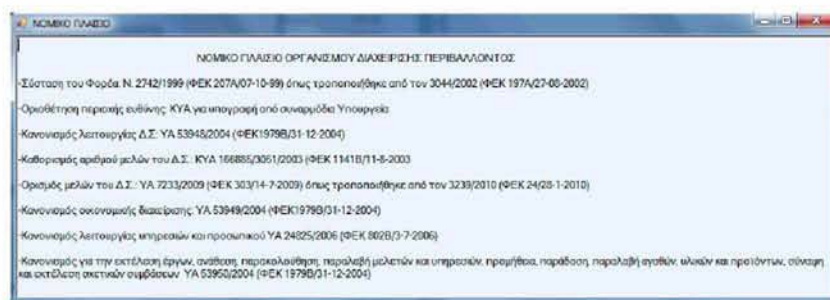 ΝΟΜΙΚΟ ΠΛΑΙΣΙΟ
ΝΟΜΙΚΟ ΠΛΑΙΣΙΟ ΟΡΓΑΝΙΣΜΟΥ ΔΙΑΧΕΙΡΙΣΗΣ ΠΕΡΙΒΑΛΛΟΝΤΟΣ
-Σύσταση του Φορέα: Ν. 2742/1999 (ΦΕΚ 207Α/07-10-99) όπως τροποποιήθηκε από τον 3044/2002 (ΦΕΚ 197Α/27-08-2002)
-Οριοθέτηση περιοχής ευθύνης: ΚΥΑ για υπογραφή από συναρμόδια Υπουργεία
-Κανονισμός λειτουργίας Δ.Σ: ΥΑ 53948/2004 (ΦΕΚ1979Β/31-12-2004)
-Καθορισμός αριθμού μελών του Δ.Σ.: ΚΥΑ 166885/3051/2003 (ΦΕΚ 1141Β/11-8-2003
-Ορισμός μελών του Δ.Σ.: ΥΑ 7233/2009 (ΦΕΚ 303/14-7-2009) όπως τροποποιήθηκε από τον 3239/2010 (ΦΕΚ 24/28-1-2010)
-Κανονισμός οικονομικής διαχείρισης: ΥΑ 53949/2004 (ΦΕΚ1979Β/31-12-2004)
-Κανονισμός λειτουργίας υπηρεσιών και προσωπικού ΥΑ 24825/2006 (ΦΕΚ 802Β/3-7-2006)
-Κανονισμός για την εκτέλεση έργων, ανάθεση, παρακολούθηση, παραλαβή μελετών και υπηρεσιών, προμήθεια, παράδοση, παραλαβή αγαθών, υλικών και προϊόντων, σύναψη
και εκτέλεση σχετικών συμβάσεων ΥΑ 53950/2004 (ΦΕΚ 1979Β/31-12-2004)